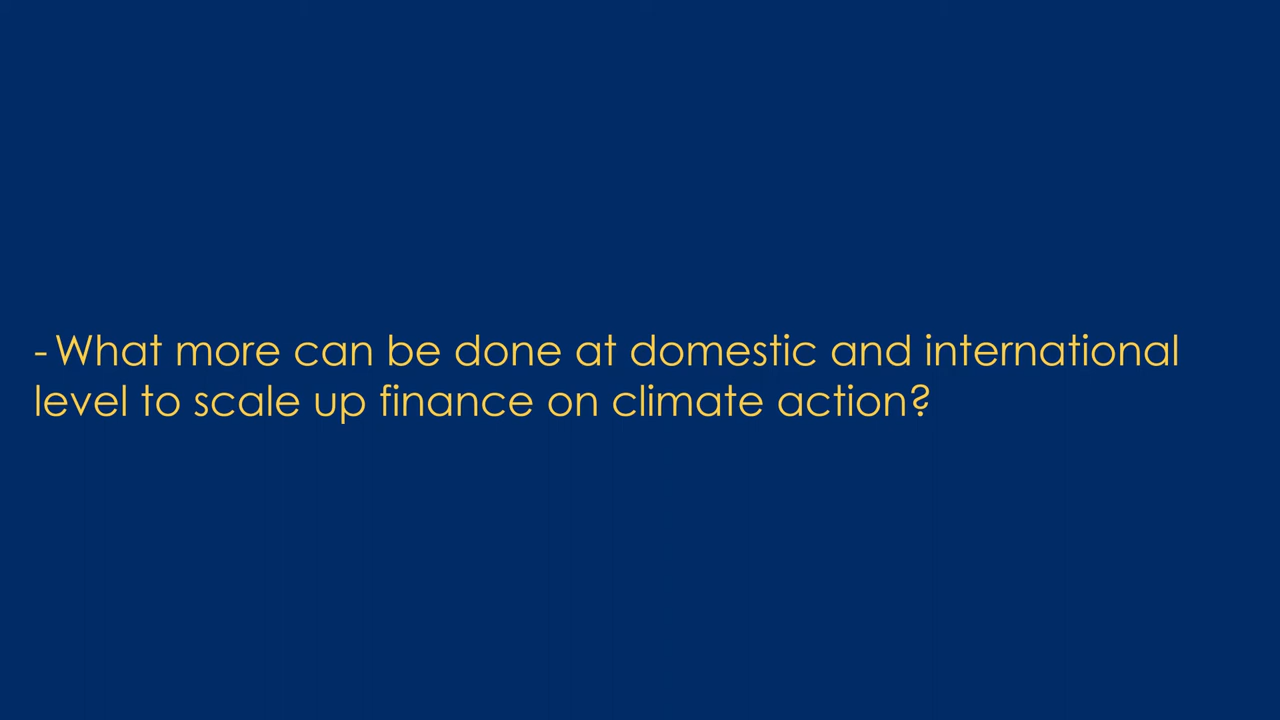 - What more can be done at domestic and international
level to scale up finance on climate action?